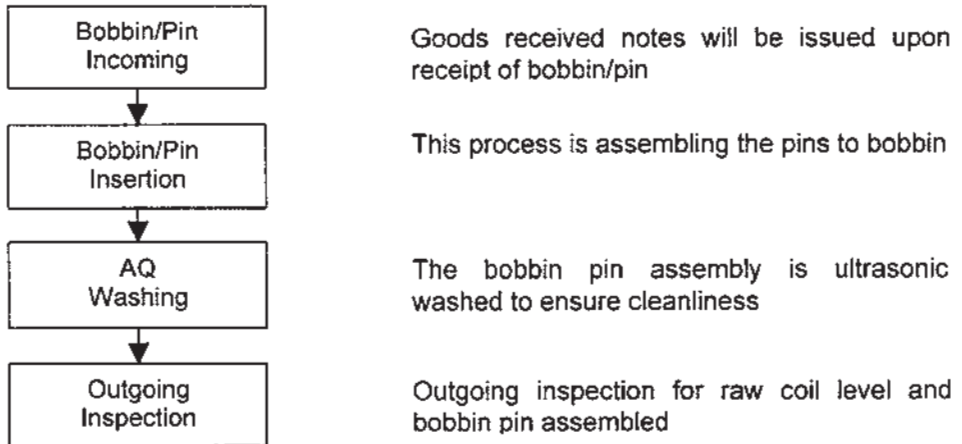 Bobbin/Pin
Incoming
Goods received notes will be issued upon
receipt of bobbin/pin
Bobbin/Pin
Insertion
This process is assembling the pins to bobbin
AQ
Washing
The bobbin pin assembly is ultrasonic
washed to ensure cleanliness
Outgoing
Inspection
Outgoing inspection for raw coil level and
bobbin pin assembled